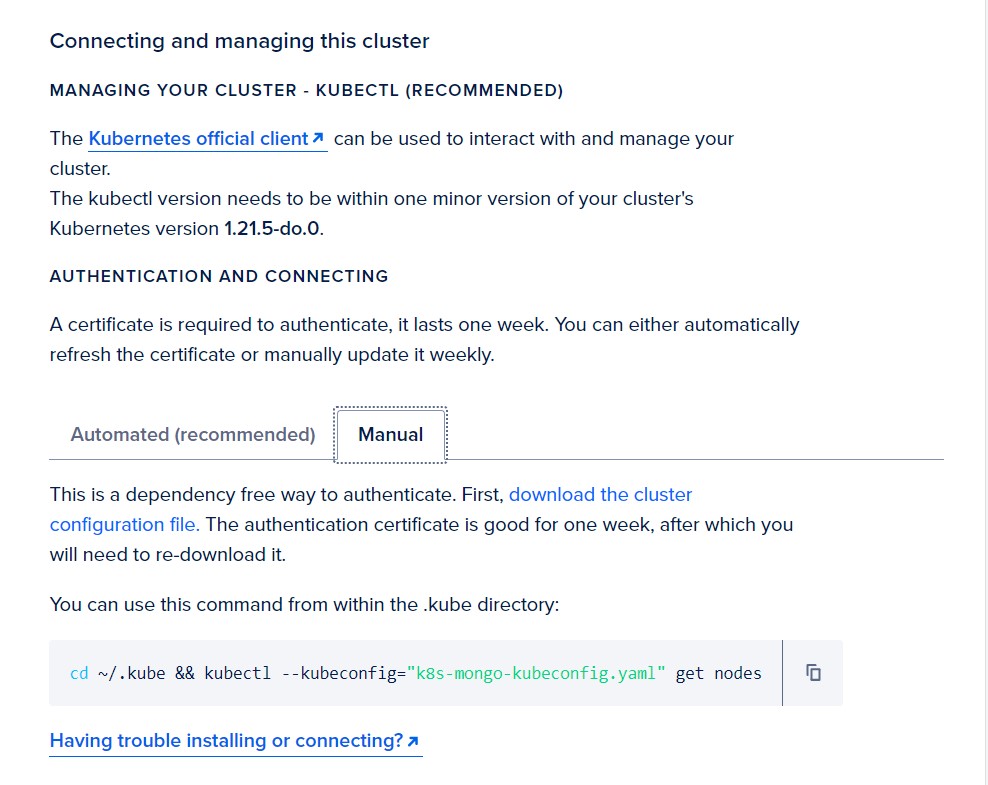 Connecting and managing this cluster
MANAGING YOUR CLUSTER - KUBECTL (RECOMMENDED)
The Kubernetes official client can be used to interact with and manage your
cluster.
The kubectl version needs to be within one minor version of your cluster's
Kubernetes version 1.21.5-do.0.
AUTHENTICATION AND CONNECTING
A certificate is required to authenticate, it lasts one week. You can either automatically
refresh the certificate or manually update it weekly.
Automated (recommended) Manual
This is a dependency free way to authenticate. First, download the cluster
configuration file. The authentication certificate is good for one week, after which you
will need to re-download it.
You can use this command from within the .kube directory:
cd ~/.kube && kubectl --kubeconfig="k8s-mongo-kubeconfig.yaml" get nodes
Having trouble installing or connecting?